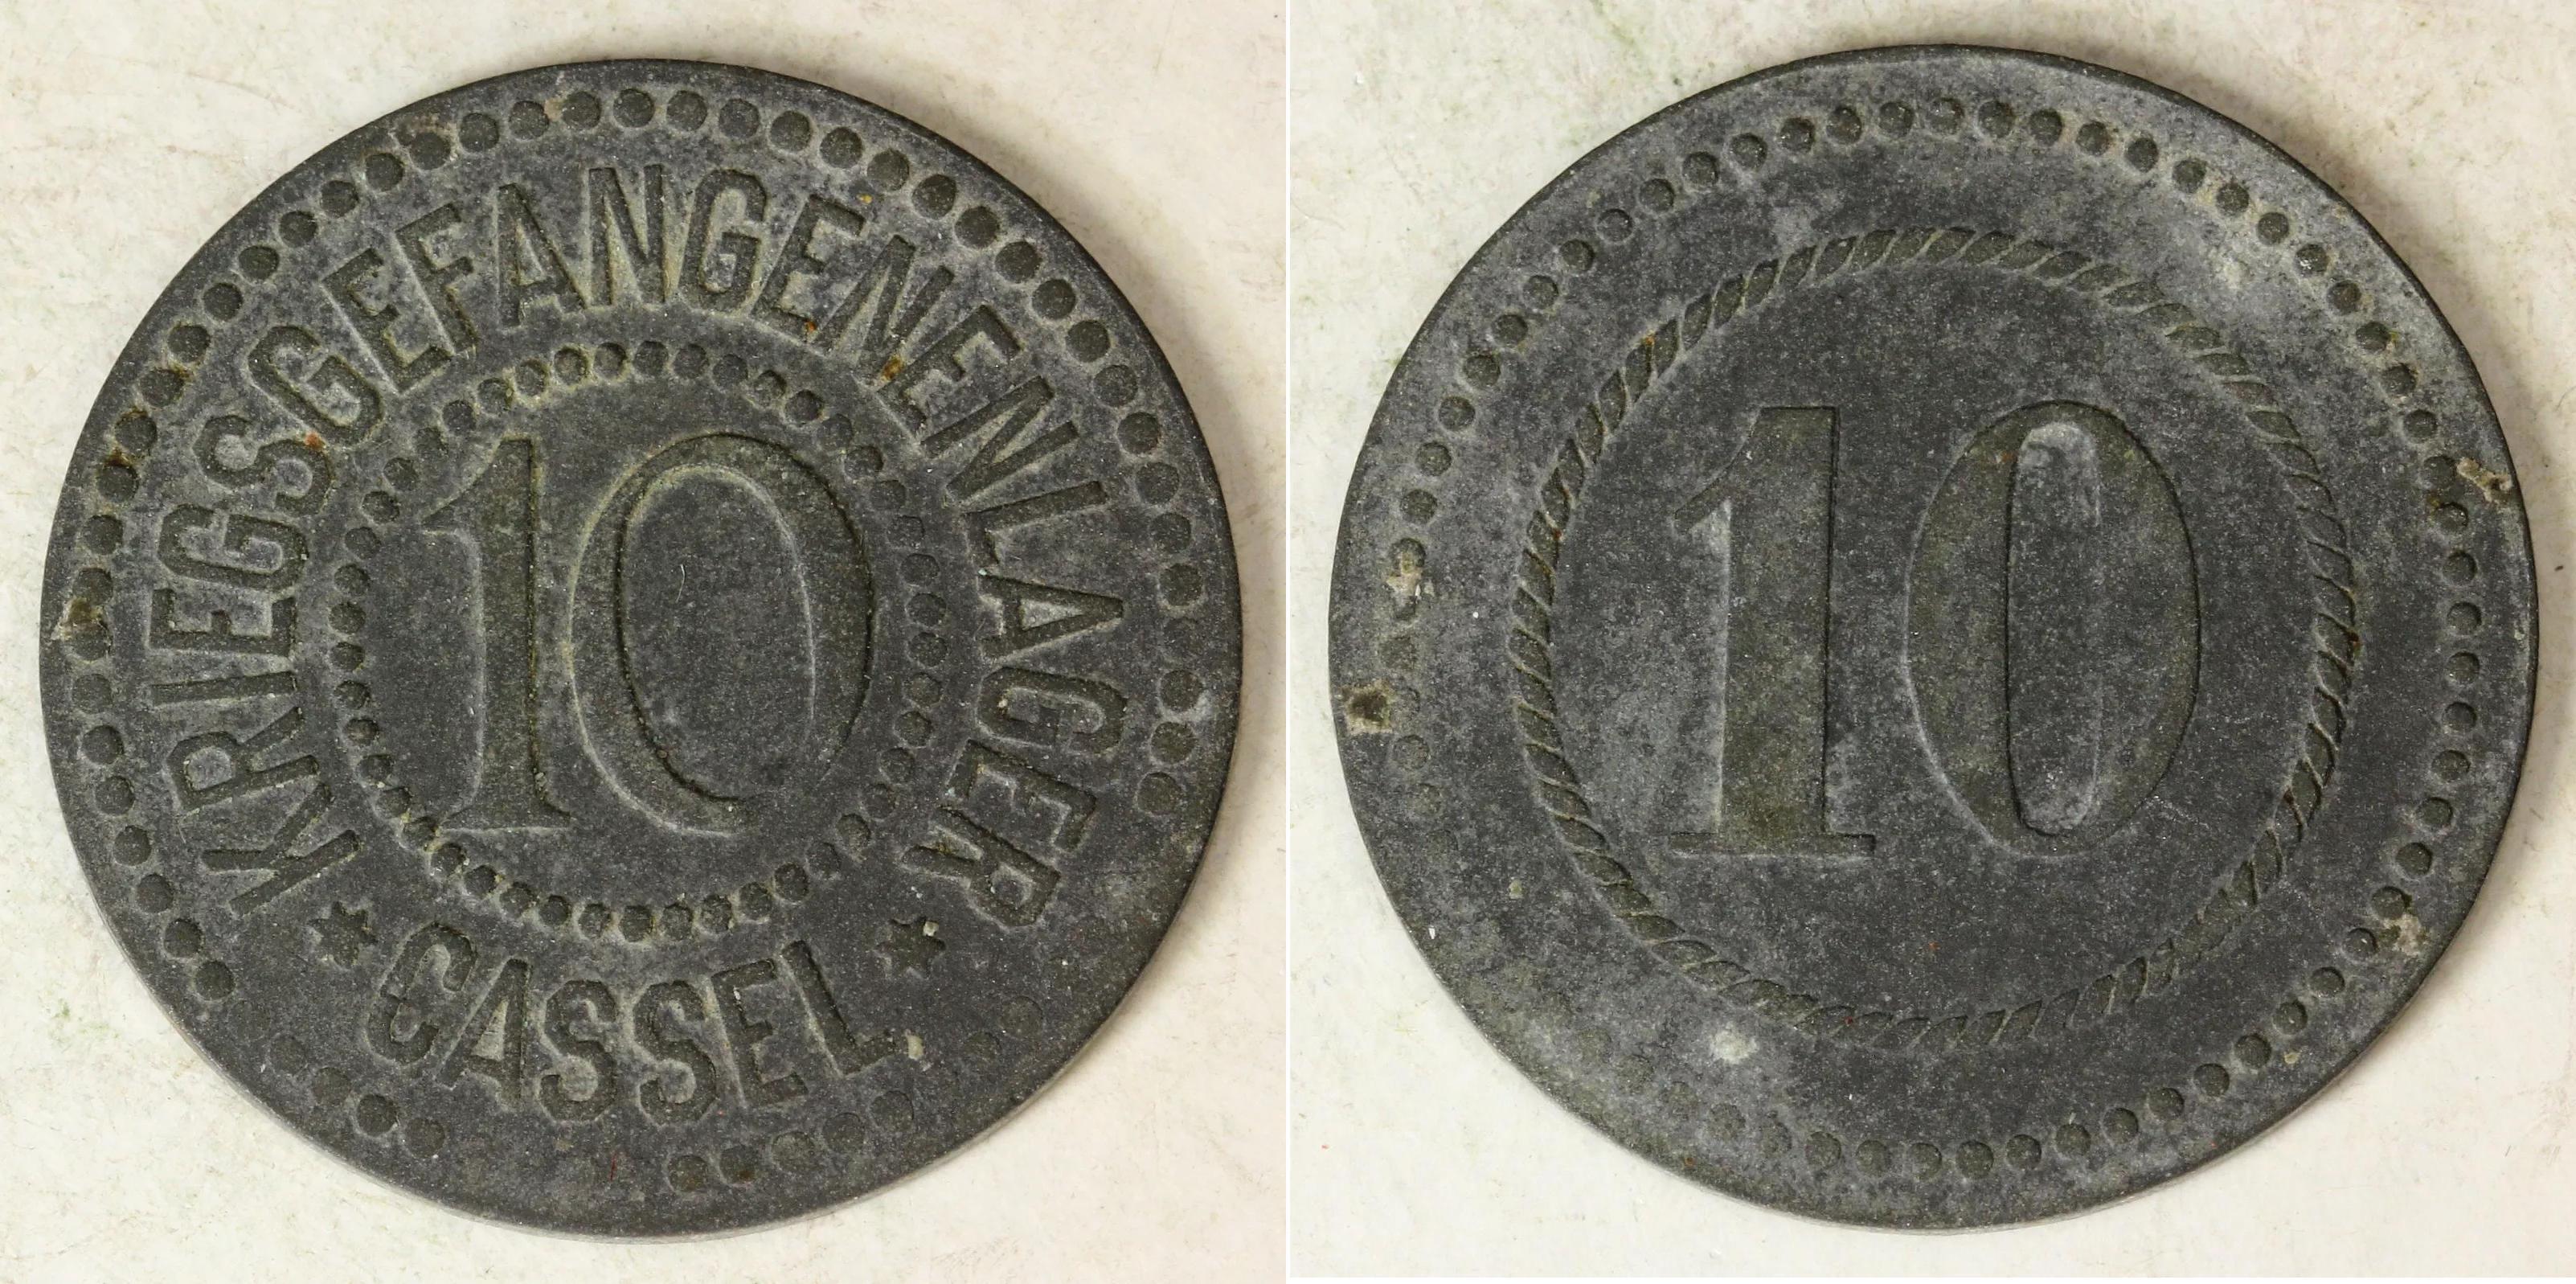 KRIEGSGEFANGENENLAGER
10
* CASSEL *
10